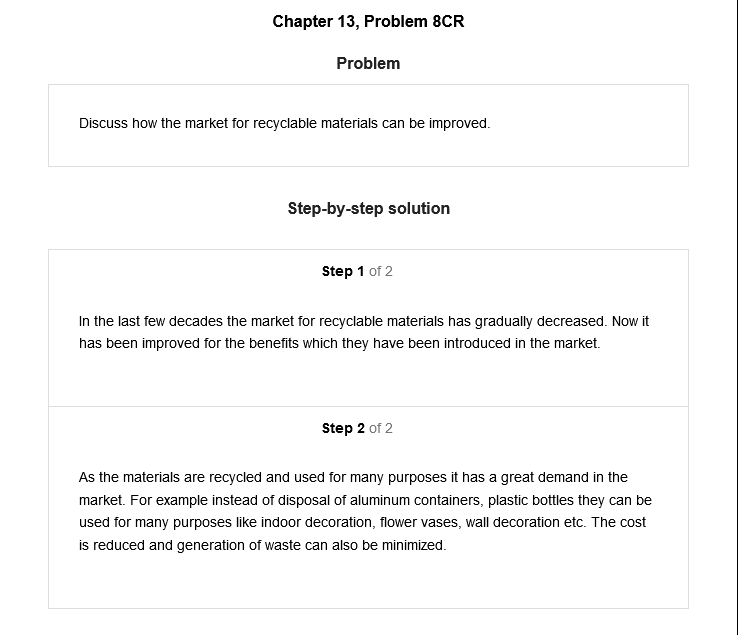 Chapter 13, Problem 8CR
Problem
Discuss how the market for recyclable materials can be improved.
Step-by-step solution
Step 1 of 2
In the last few decades the market for recyclable materials has gradually decreased. Now it
has been improved for the benefits which they have been introduced in the market.
Step 2 of 2
As the materials are recycled and used for many purposes it has a great demand in the
market. For example instead of disposal of aluminum containers, plastic bottles they can be
used for many purposes like indoor decoration, flower vases, wall decoration etc. The cost
is reduced and generation of waste can also be minimized.